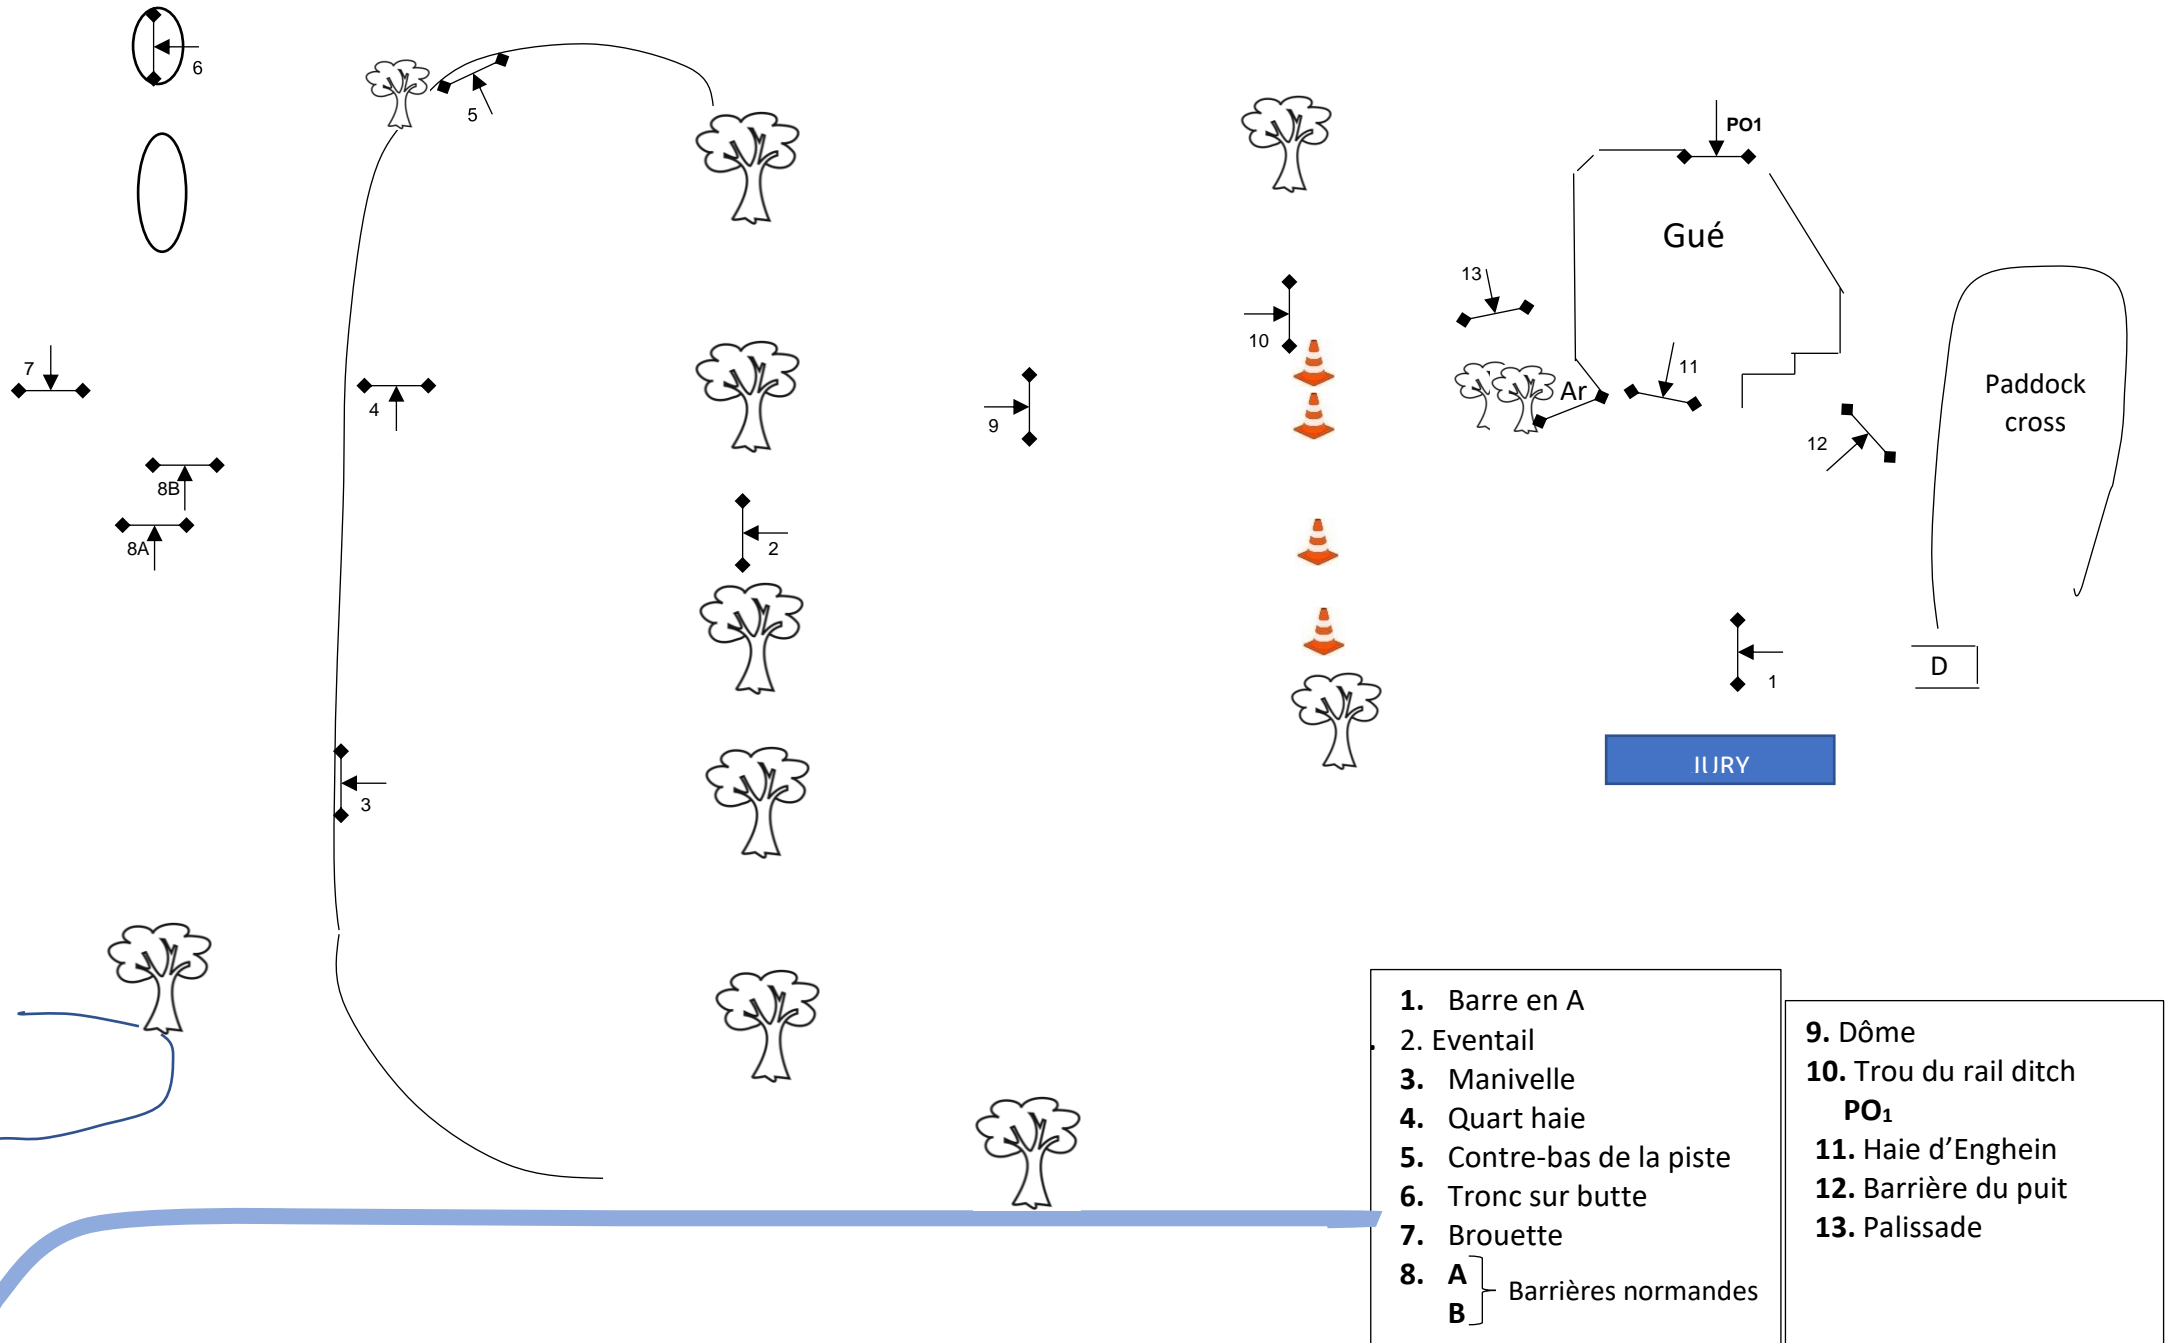 6
5
PO1
Gué
13
10
7
4
9
11
Ar
12
Paddock
cross
8B
8A
2
D
1
JURY
3
1. Barre en A
. 2. Eventail
3. Manivelle
4. Quart haie
5. Contre-bas de la piste
6. Tronc sur butte
7. Brouette
8. A
B
Barrières normandes
9. Dôme
10. Trou du rail ditch
PO1
11. Haie d’Enghein
12. Barrière du puit
13. Palissade